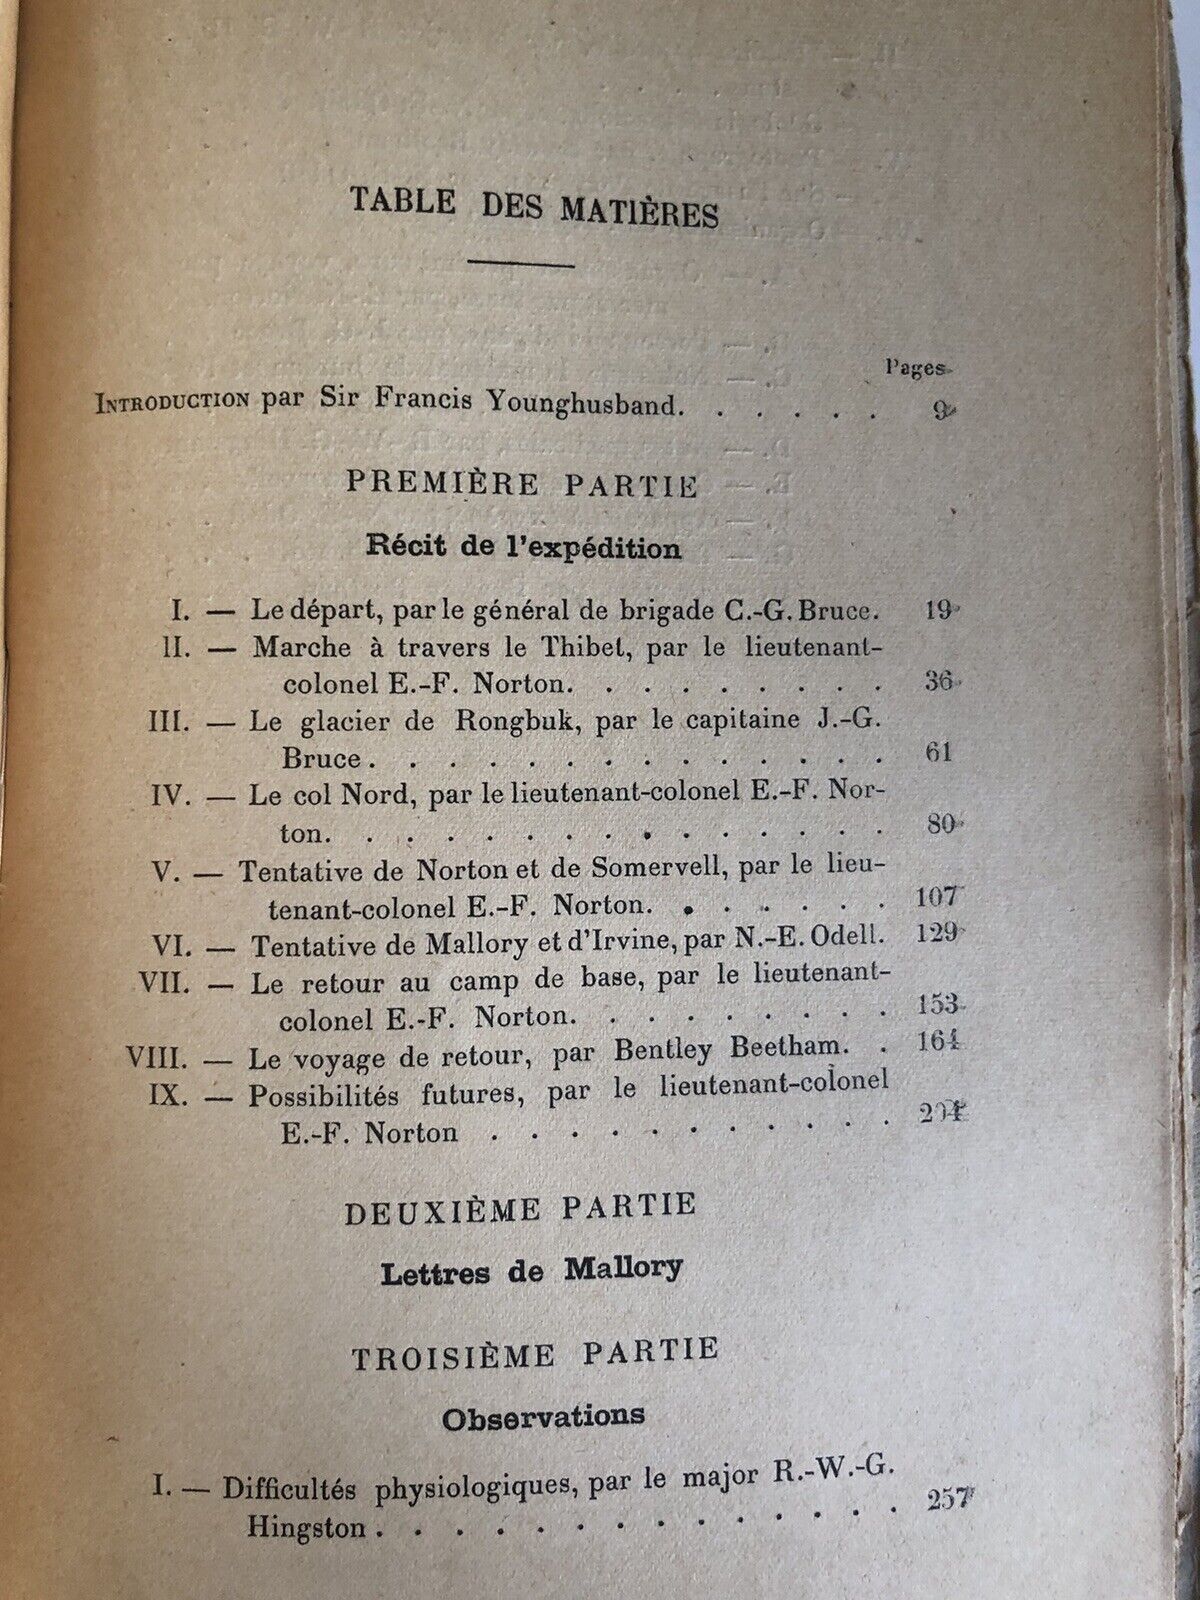 TABLE DES MATIÈRES
Pages
INTRODUCTION par Sir Francis Younghusband. . . . . . 9
PREMIÈRE PARTIE
Récit de l'expédition
I. — Le départ, par le général de brigade C.-G. Bruce. 19
II. — Marche à travers le Thibet, par le lieutenant-
colonel E.-F. Norton. . . . . . . . . 36
III. — Le glacier de Rongbuk, par le capitaine J.-G.
Bruce . . . . . . . . . . . . . . 61
IV. — Le col Nord, par le lieutenant-colonel E.-F. Nor-
ton. . . . . . . . . . . . . . . 80
V. — Tentative de Norton et de Somervell, par le lieu-
tenant-colonel E.-F. Norton. . . . . . . 107
VI. — Tentative de Mallory et d'Irvine, par N.-E. Odell. 129
VII. — Le retour au camp de base, par le lieutenant-
colonel E.-F. Norton. . . . . . . . . 153
VIII. — Le voyage de retour, par Bentley Beetham. . 164
IX. — Possibilités futures, par le lieutenant-colonel
E.-F. Norton . . . . . . . . . . .
DEUXIÈME PARTIE
Lettres de Mallory
TROISIÈME PARTIE
Observations
I. — Difficultés physiologiques, par le major R.-W.-G.
Hingston . . . . . . . . . . . . . . 257